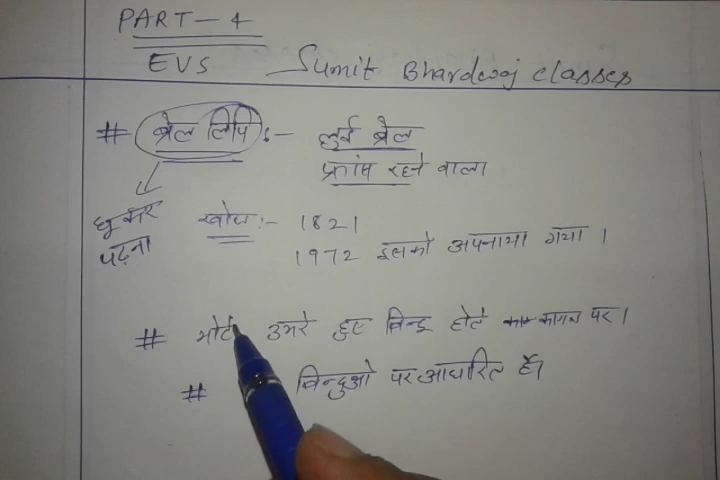 PART - 4
EVS Sumit Bhardwaj classes
# ब्रेल लिपि :- लुई ब्रेल
फ्रांस रहने वाला
छूकर पढ़ना
खोज :- 1821
1972 इसको अपनाया गया।
# मोटे उभरे हुए बिन्दु होते कागज पर।
# बिन्दुओ पर आधारित है।